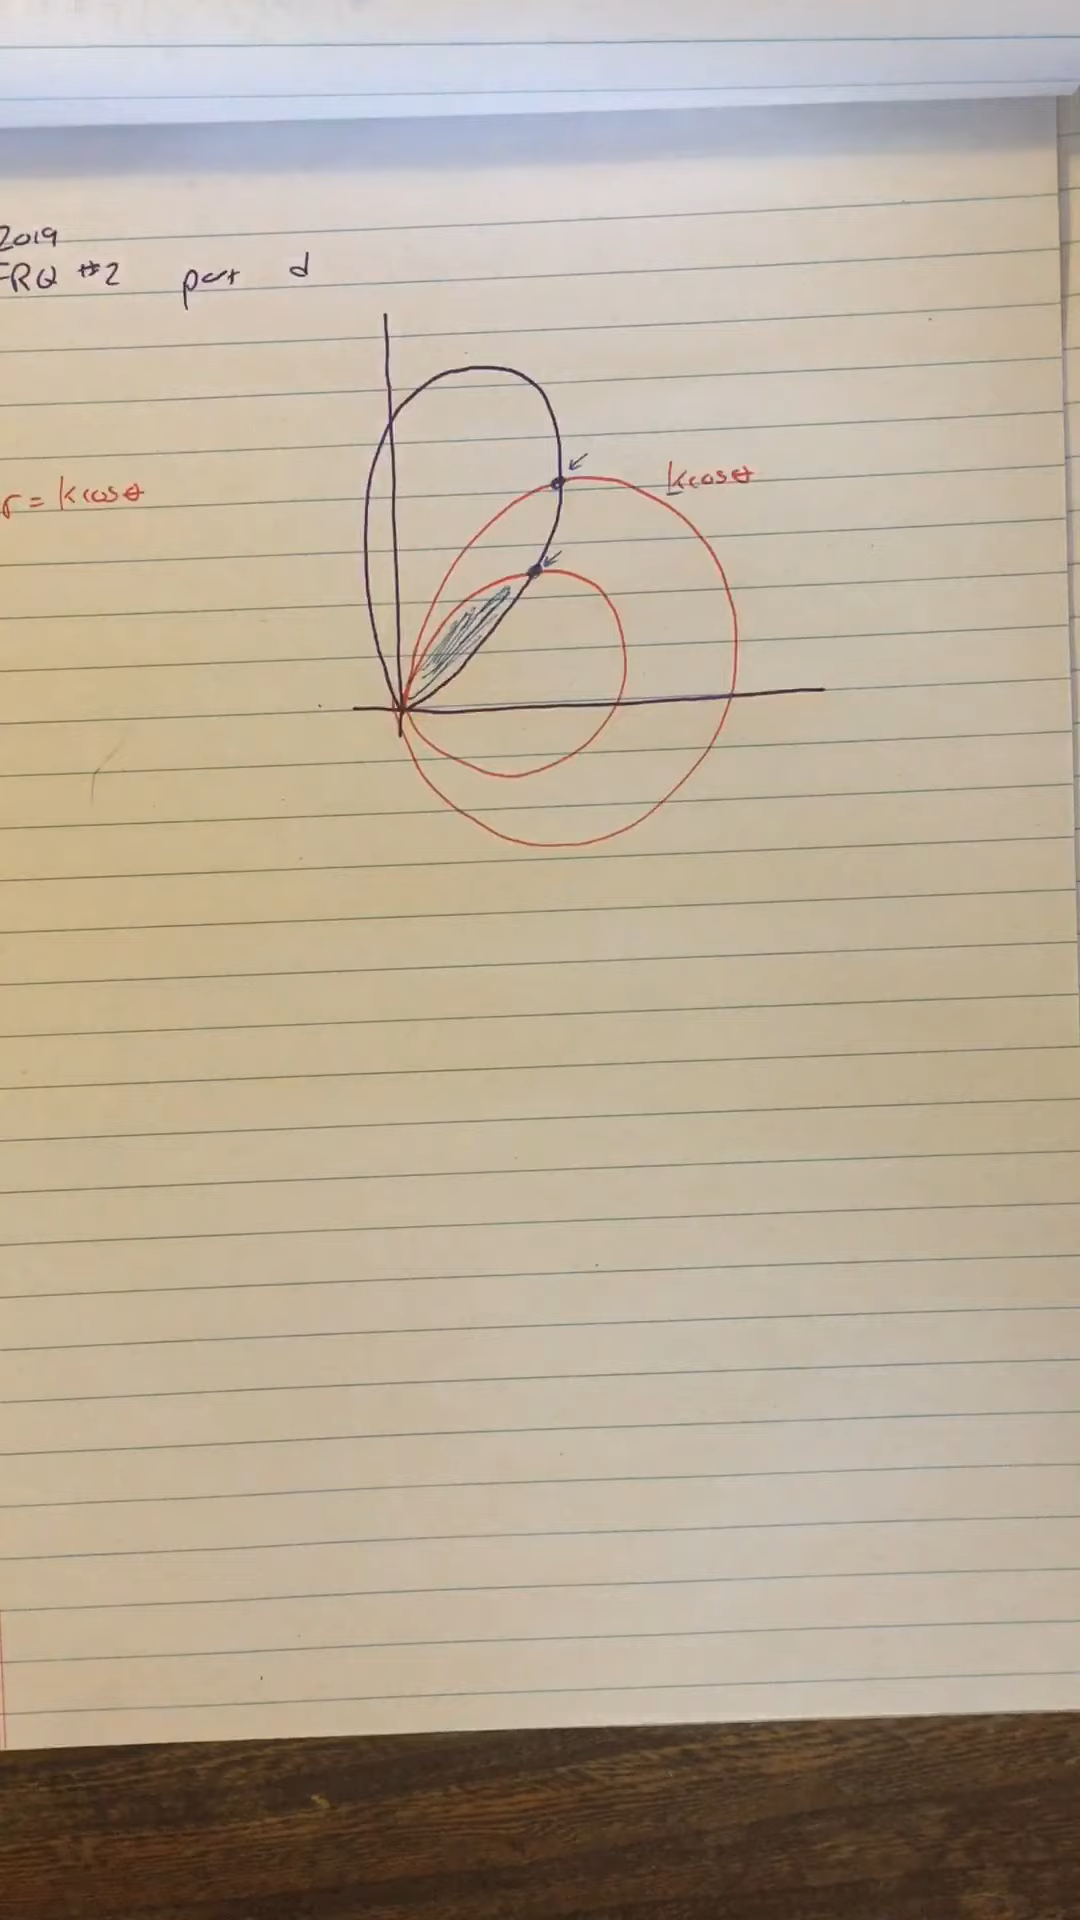 2019
FRQ #2 part d
r = kcosθ
kcosθ